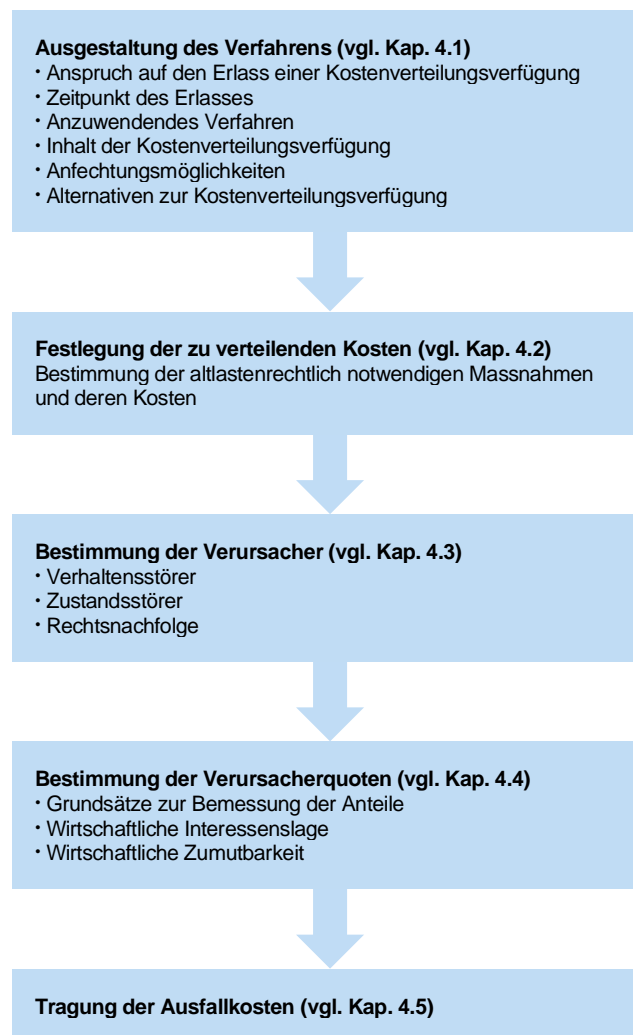 Ausgestaltung des Verfahrens (vgl. Kap. 4.1)
· Anspruch auf den Erlass einer Kostenverteilungsverfügung
· Zeitpunkt des Erlasses
· Anzuwendendes Verfahren
· Inhalt der Kostenverteilungsverfügung
· Anfechtungsmöglichkeiten
· Alternativen zur Kostenverteilungsverfügung
Festlegung der zu verteilenden Kosten (vgl. Kap. 4.2)
Bestimmung der altlastenrechtlich notwendigen Massnahmen
und deren Kosten
Bestimmung der Verursacher (vgl. Kap. 4.3)
· Verhaltensstörer
· Zustandsstörer
· Rechtsnachfolge
Bestimmung der Verursacherquoten (vgl. Kap. 4.4)
· Grundsätze zur Bemessung der Anteile
· Wirtschaftliche Interessenslage
· Wirtschaftliche Zumutbarkeit
Tragung der Ausfallkosten (vgl. Kap. 4.5)